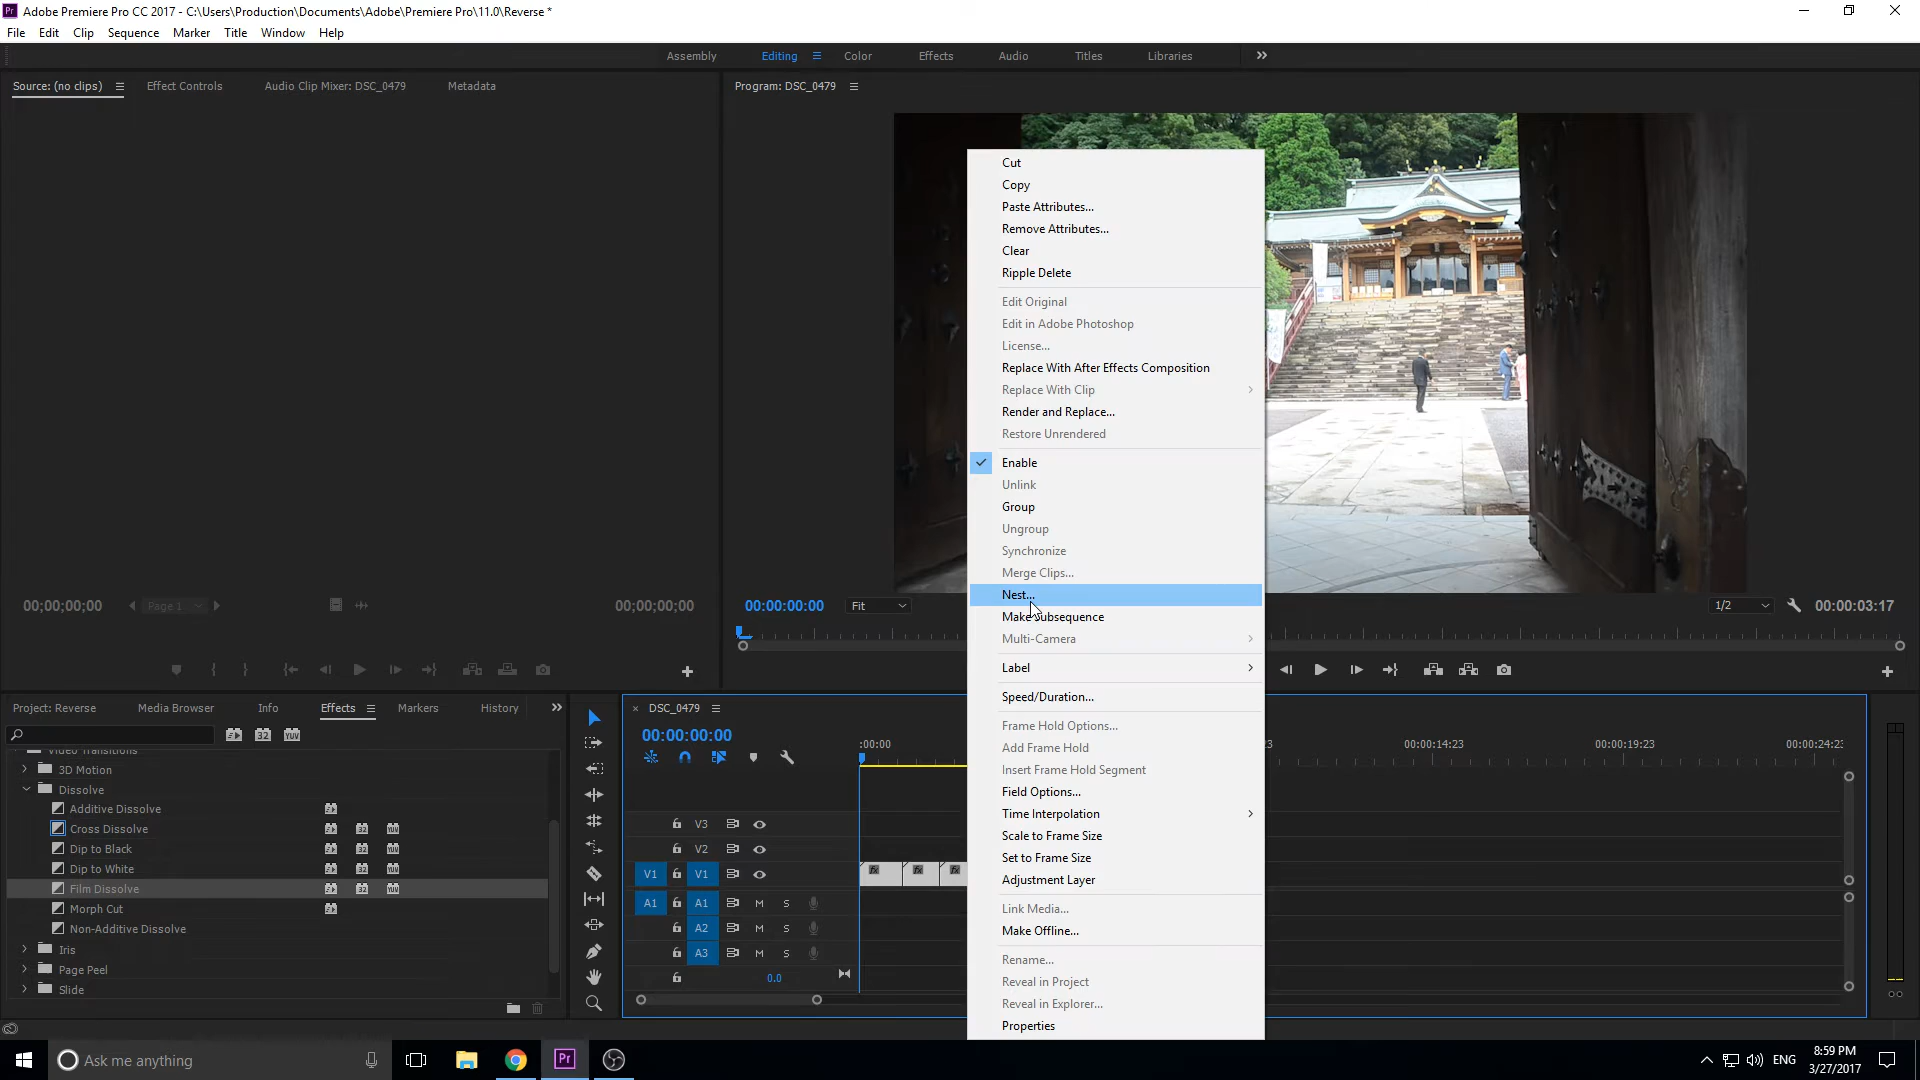 Pr Adobe Premiere Pro CC 2017 - C:\Users\Production\Documents\Adobe\Premiere Pro\11.0\Reverse *
File Edit Clip Sequence Marker Title Window Help
Assembly Editing Color Effects Audio Titles Libraries
Source: (no clips) Effect Controls Audio Clip Mixer: DSC_0479 Metadata
Program: DSC_0479
Cut
Copy
Paste Attributes...
Remove Attributes...
Clear
Ripple Delete
Edit Original
Edit in Adobe Photoshop
License...
Replace With After Effects Composition
Replace With Clip
Render and Replace...
Restore Unrendered
Enable
Unlink
Group
Ungroup
Synchronize
Merge Clips...
Nest...
Make Subsequence
Multi-Camera
Label
Speed/Duration...
Frame Hold Options...
Add Frame Hold
Insert Frame Hold Segment
Field Options...
Time Interpolation
Scale to Frame Size
Set to Frame Size
Adjustment Layer
Link Media...
Make Offline...
Rename...
Reveal in Project
Reveal in Explorer...
Properties
00;00;00;00 Page 1 00;00;00;00
00:00:00:00 Fit 1/2 00:00:03:17
Project: Reverse Media Browser Info Effects Markers History
Video Transitions
3D Motion
Dissolve
Additive Dissolve
Cross Dissolve
Dip to Black
Dip to White
Film Dissolve
Morph Cut
Non-Additive Dissolve
Iris
Page Peel
Slide
32 YUV
DSC_0479
00:00:00:00
:00:00 23 00:00:14:23 00:00:19:23 00:00:24:23
V3
V2
V1 V1 fx fx fx
A1 A1 M S
A2 M S
A3 M S
0.0
Ask me anything
Pr
ENG
8:59 PM
3/27/2017